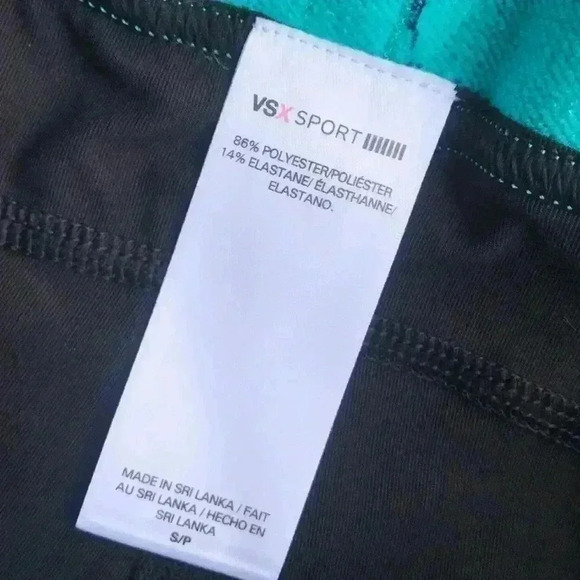 VSX SPORT
86% POLYESTER/POLIÉSTER
14% ELASTANE/ ÉLASTHANNE/
ELASTANO.
MADE IN SRI LANKA / FAIT
AU SRI LANKA / HECHO EN
SRI LANKA
S/P